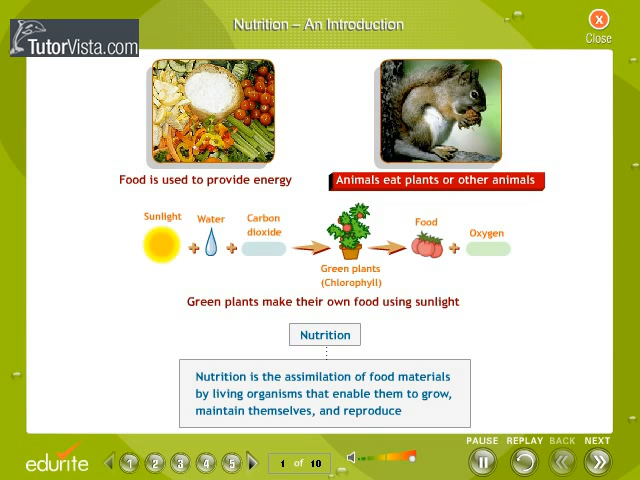 Nutrition – An Introduction
Close
TutorVista.com
Food is used to provide energy
Animals eat plants or other animals
Sunlight
+
Water
+
Carbon
dioxide
Green plants
(Chlorophyll)
Food
+
Oxygen
Green plants make their own food using sunlight
Nutrition
Nutrition is the assimilation of food materials
by living organisms that enable them to grow,
maintain themselves, and reproduce
edurite
1 2 3 4 5
1 of 10
PAUSE REPLAY BACK NEXT